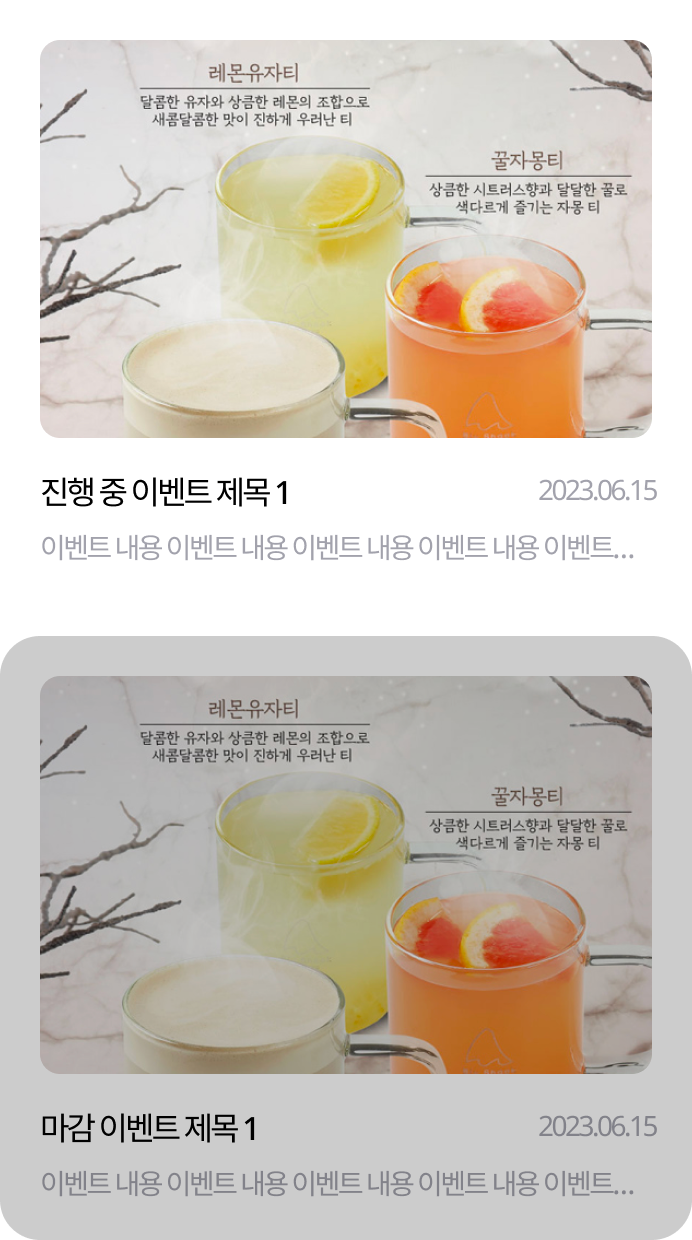 레몬유자티
달콤한 유자와 상큼한 레몬의 조합으로
새콤달콤한 맛이 진하게 우러난 티
꿀자몽티
상큼한 시트러스향과 달달한 꿀로
색다르게 즐기는 자몽 티
진행 중 이벤트 제목 1
2023.06.15
이벤트 내용 이벤트 내용 이벤트 내용 이벤트 내용 이벤트...
레몬유자티
달콤한 유자와 상큼한 레몬의 조합으로
새콤달콤한 맛이 진하게 우러난 티
꿀자몽티
상큼한 시트러스향과 달달한 꿀로
색다르게 즐기는 자몽 티
마감 이벤트 제목 1
2023.06.15
이벤트 내용 이벤트 내용 이벤트 내용 이벤트 내용 이벤트...